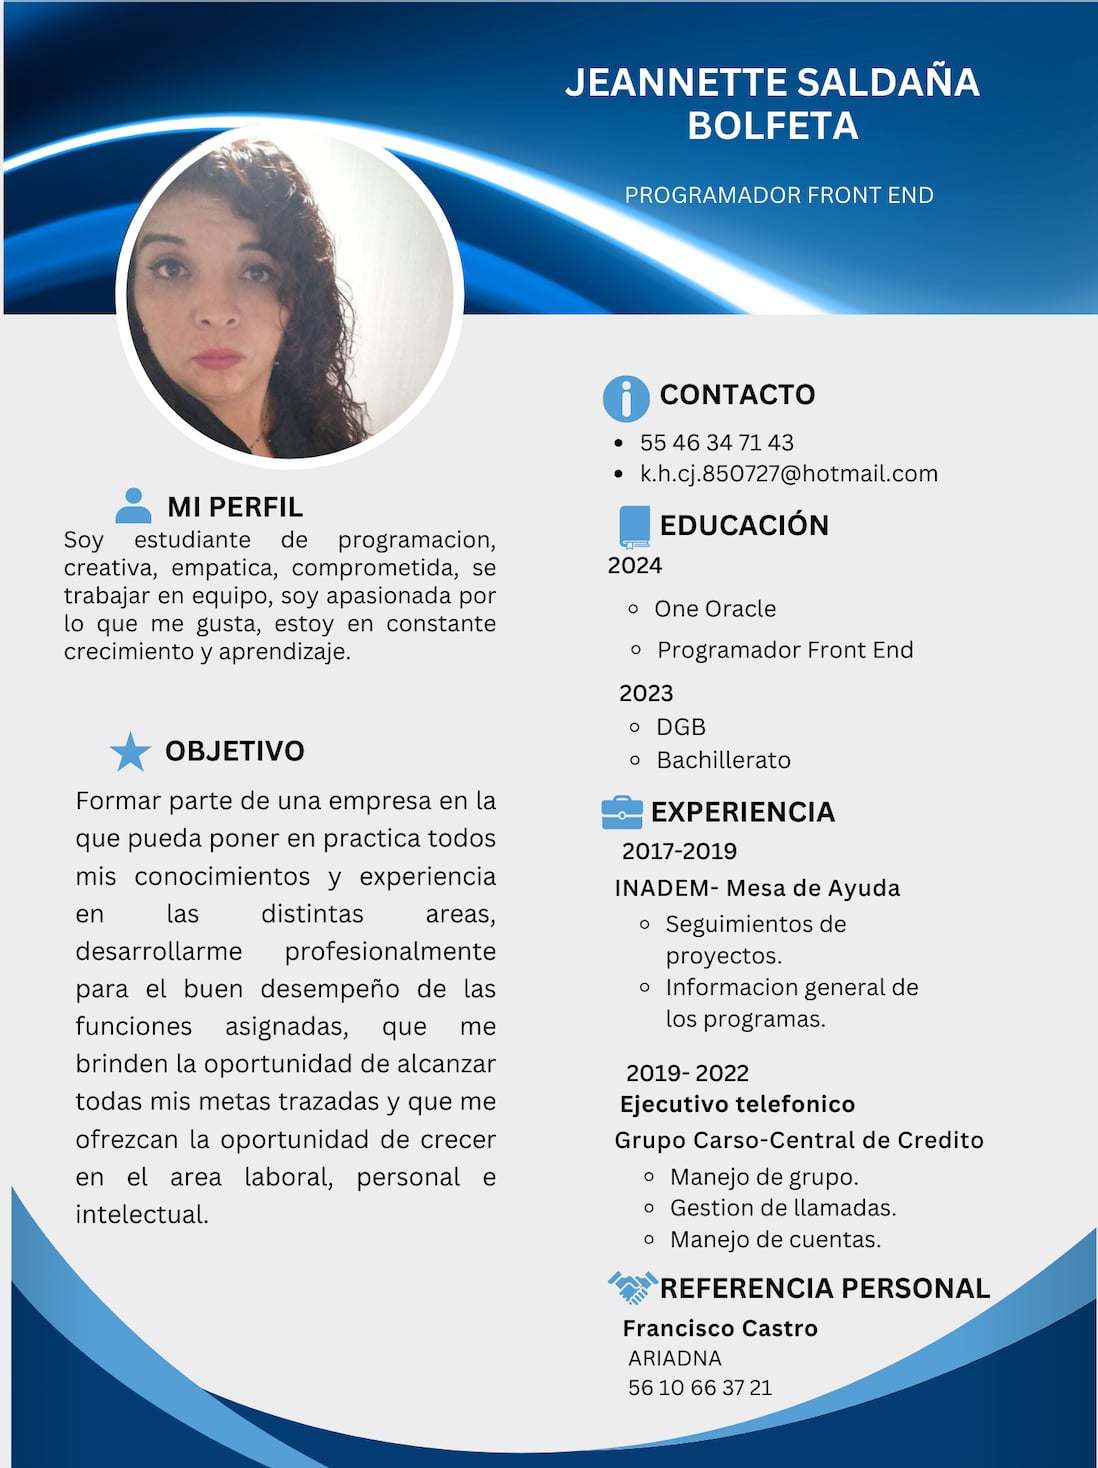 JEANNETTE SALDAÑA
BOLFETA
PROGRAMADOR FRONT END
MI PERFIL
Soy estudiante de programacion,
creativa, empatica, comprometida, se
trabajar en equipo, soy apasionada por
lo que me gusta, estoy en constante
crecimiento y aprendizaje.
OBJETIVO
Formar parte de una empresa en la
que pueda poner en practica todos
mis conocimientos y experiencia
en las distintas areas,
desarrollarme profesionalmente
para el buen desempeño de las
funciones asignadas, que me
brinden la oportunidad de alcanzar
todas mis metas trazadas y que me
ofrezcan la oportunidad de crecer
en el area laboral, personal e
intelectual.
CONTACTO
55 46 34 71 43
k.h.cj.850727@hotmail.com
EDUCACIÓN
2024
One Oracle
Programador Front End
2023
DGB
Bachillerato
EXPERIENCIA
2017-2019
INADEM- Mesa de Ayuda
Seguimientos de
proyectos.
Informacion general de
los programas.
2019- 2022
Ejecutivo telefonico
Grupo Carso-Central de Credito
Manejo de grupo.
Gestion de llamadas.
Manejo de cuentas.
REFERENCIA PERSONAL
Francisco Castro
ARIADNA
56 10 66 37 21